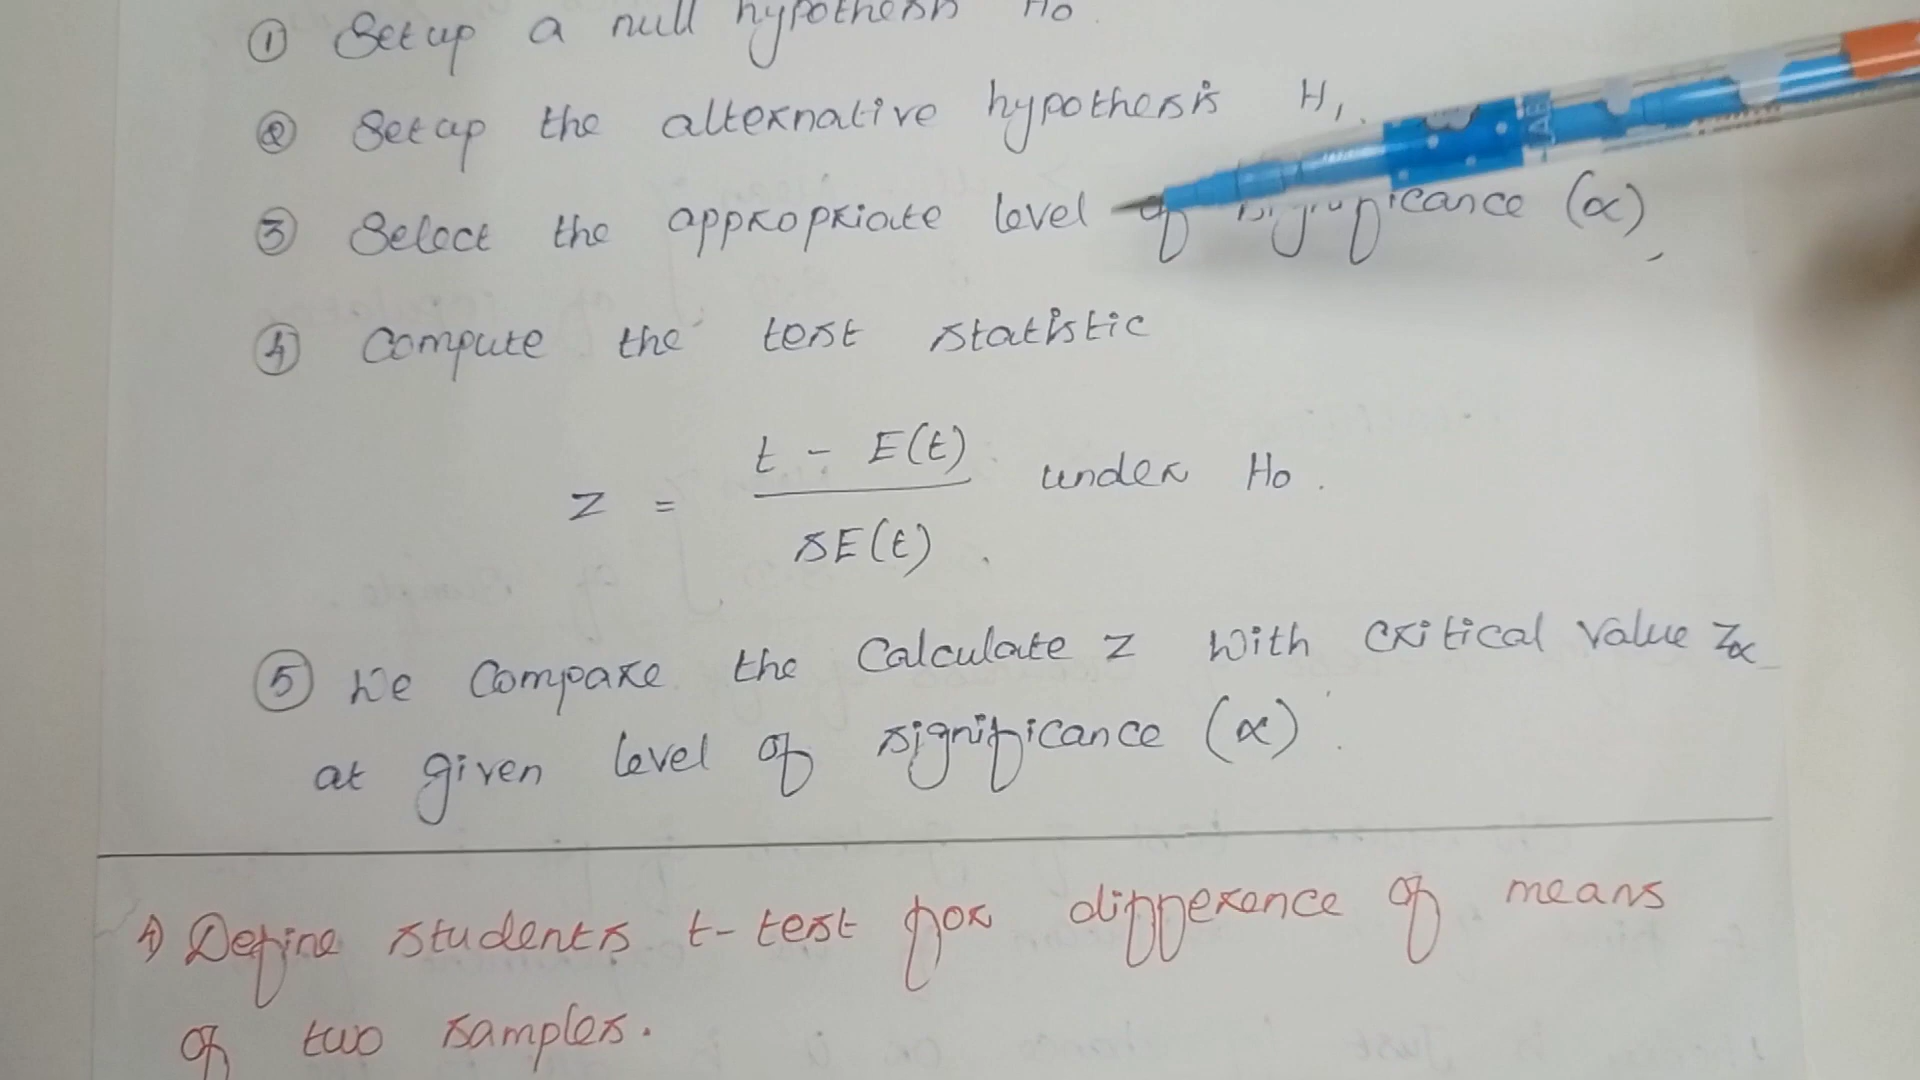 ① Set up a null hypothesis H₀
② Set up the alternative hypothesis H₁.
③ Select the appropriate level of significance (α)
④ Compute the test statistic
z = t - E(t) / SE(t) under H₀.
⑤ We Compare the Calculate z With critical value Zα
at given level of significance (α).
4) Define students t-test for difference of means
of two samples.